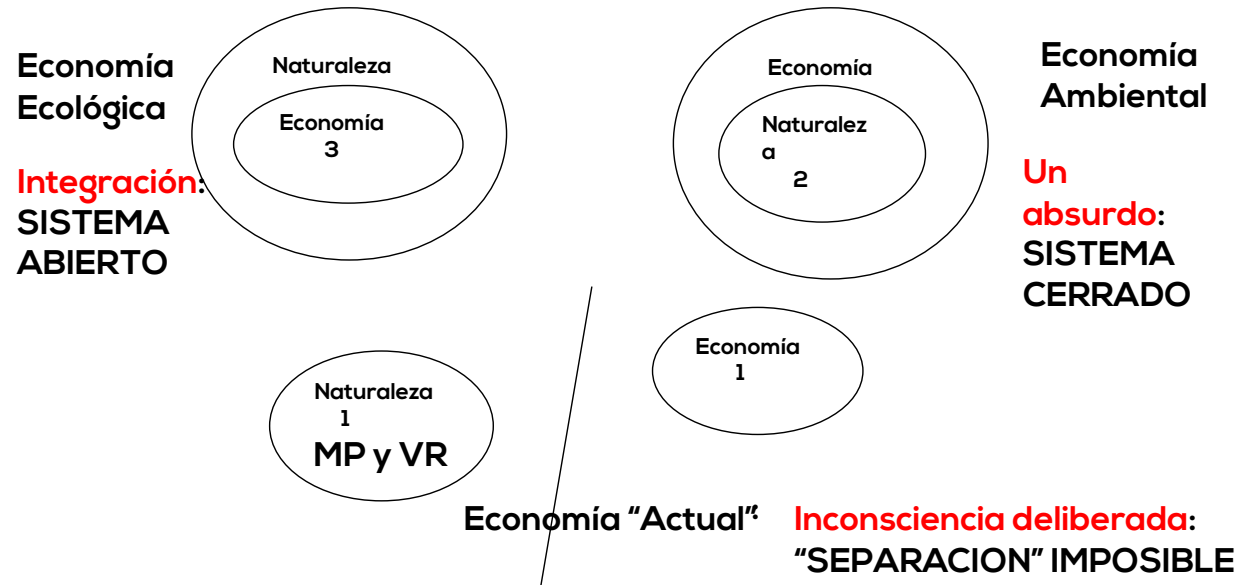 Economía
Ecológica
Integración:
SISTEMA
ABIERTO
Naturaleza
Economía
3
Economía
Naturalez
a
2
Economía
Ambiental
Un
absurdo:
SISTEMA
CERRADO
Naturaleza
1
MP y VR
Economía
1
Economía “Actual”:
Inconsciencia deliberada:
“SEPARACION” IMPOSIBLE